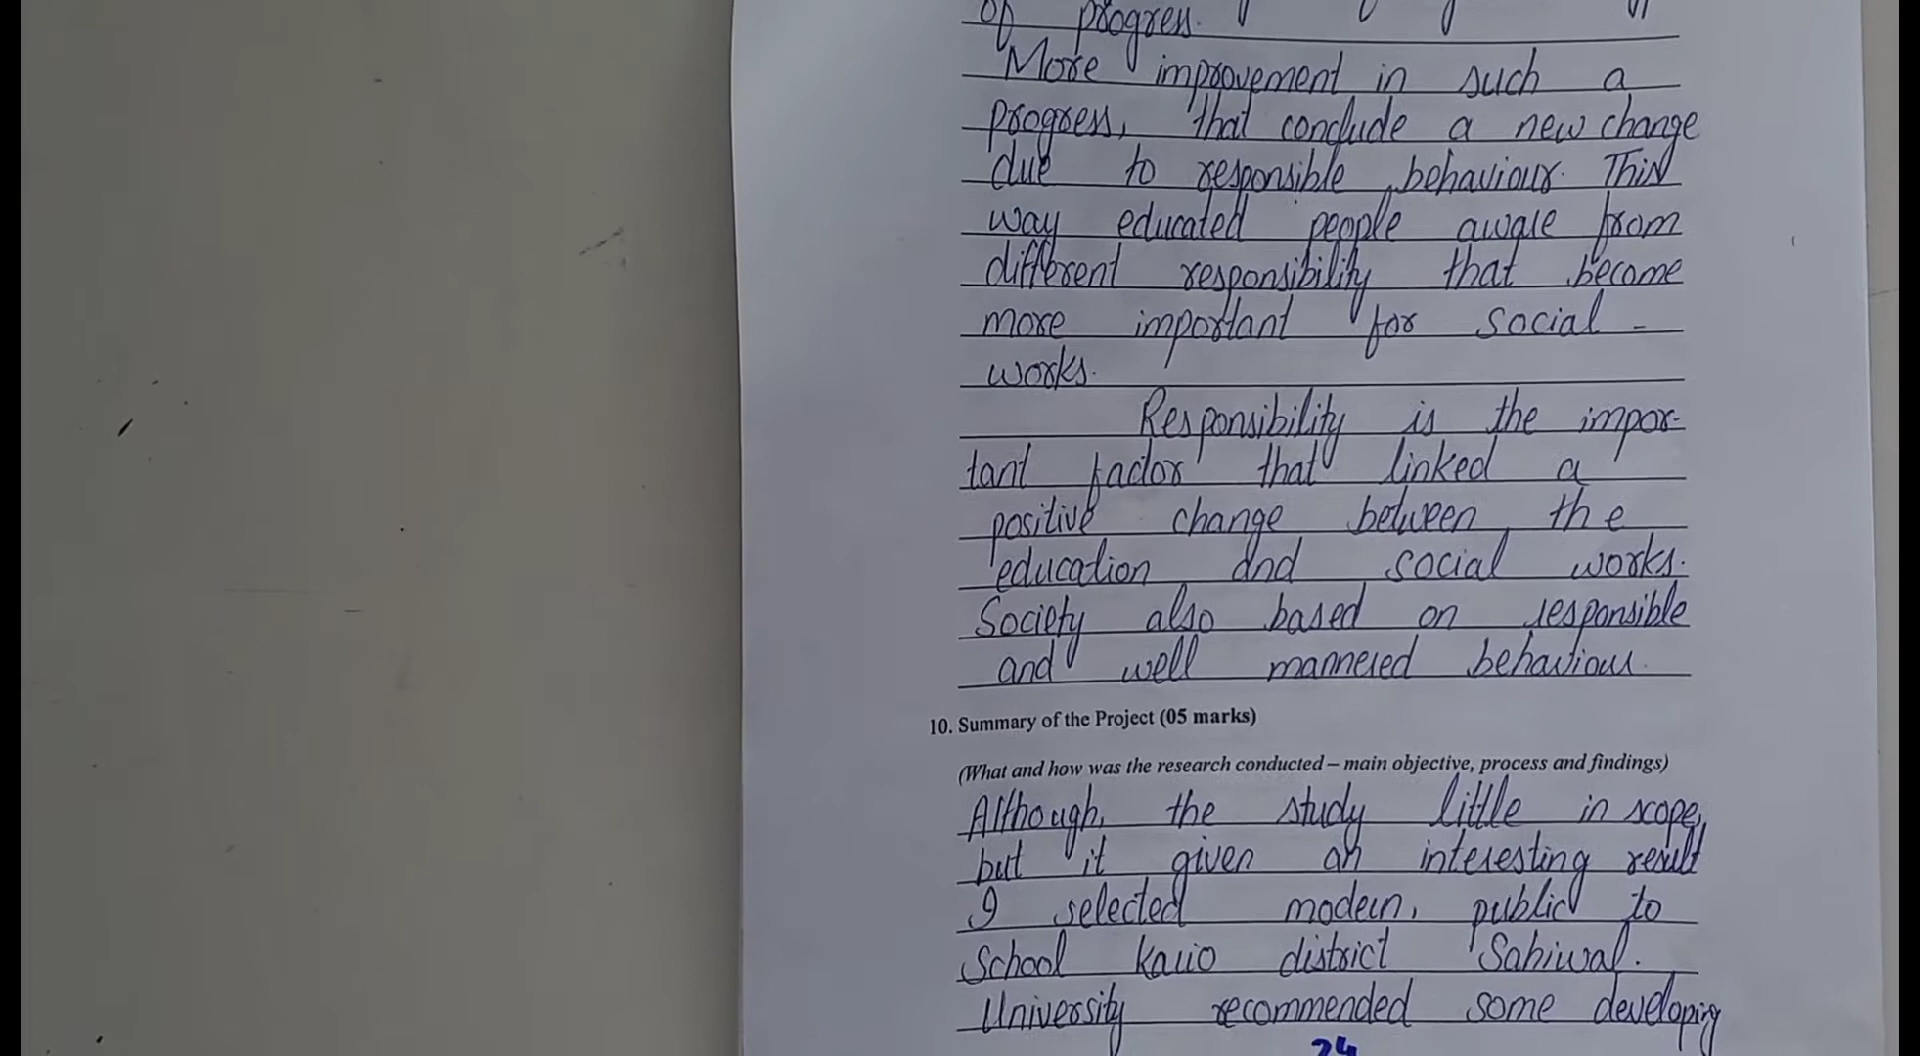 of progress.
More improvement in such a
progress, that conclude a new change
due to responsible behaviour. This
way educated people aware from
different responsibility that become
more important for social -
works.
Responsibility is the impor-
tant factor that linked a
positive change between the
education and social works.
Society also based on responsible
and well mannered behaviour.
10. Summary of the Project (05 marks)
(What and how was the research conducted – main objective, process and findings)
Although, the study little in scope,
but it given an interesting result
I selected modern, public to
School district Sahiwal.
University recommended some developing
24